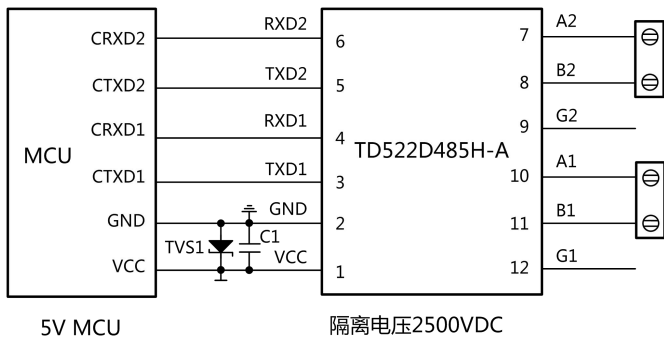 CRXD2 RXD2 6 7 A2
CTXD2 TXD2 5 8 B2
CRXD1 RXD1 4 9 G2
MCU TD522D485H-A
CTXD1 TXD1 3 10 A1
GND GND 2 11 B1
TVS1 C1
VCC VCC 1 12 G1
5V MCU 隔离电压2500VDC